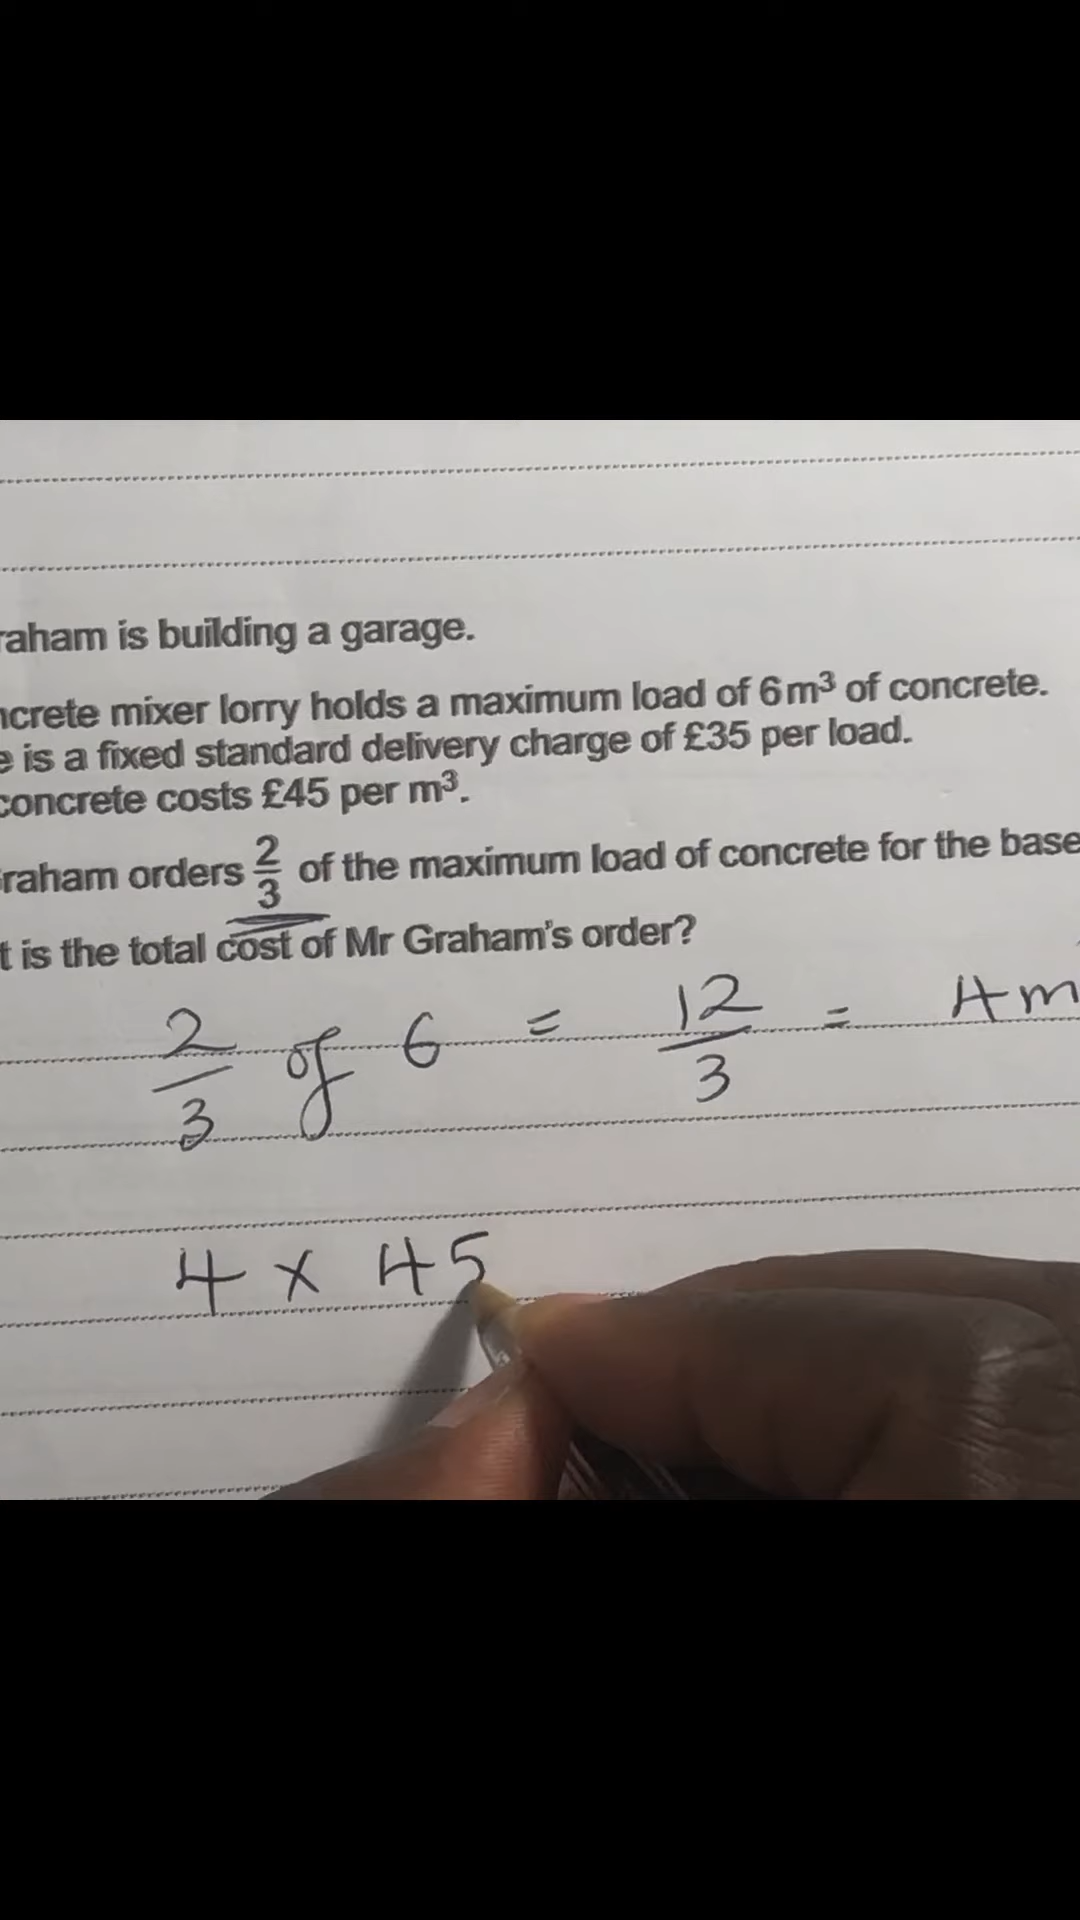 raham is building a garage.
ncrete mixer lorry holds a maximum load of 6m³ of concrete.
e is a fixed standard delivery charge of £35 per load.
concrete costs £45 per m³.
raham orders 2/3 of the maximum load of concrete for the base
t is the total cost of Mr Graham's order?
2/3 of 6 = 12/3 = 4m
4 x 45